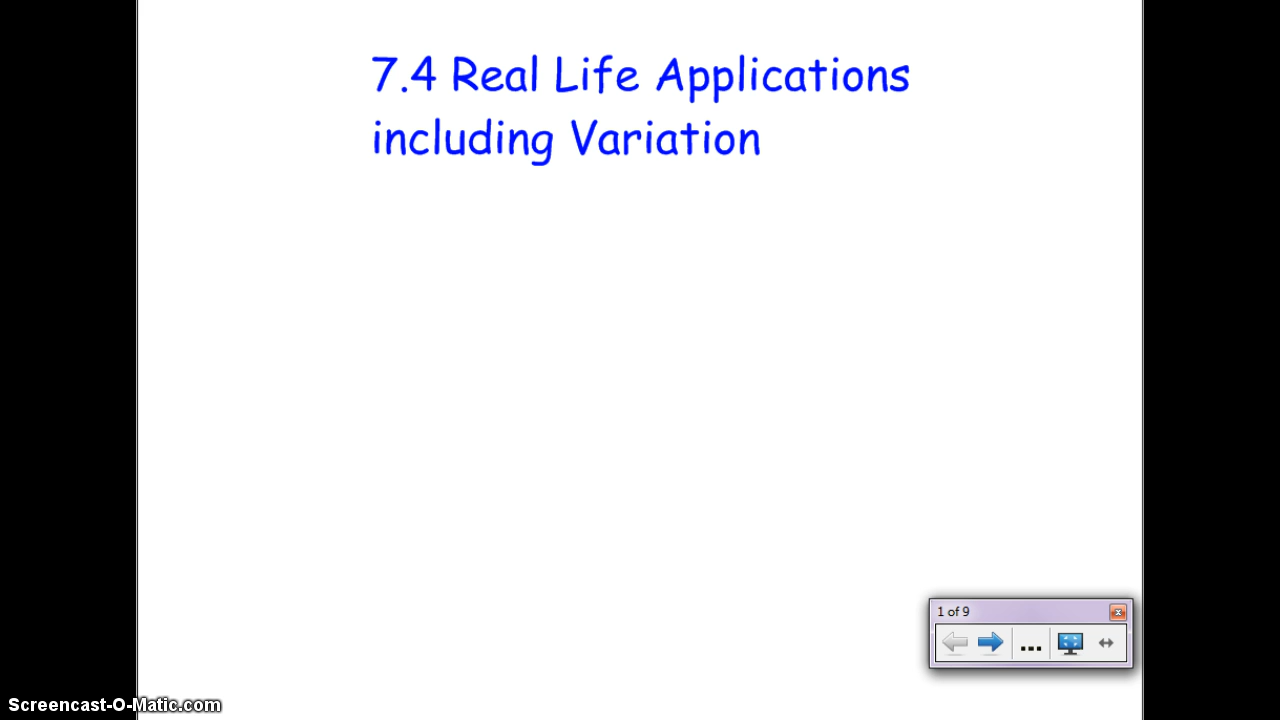 7.4 Real Life Applications
including Variation
1 of 9
...
Screencast-O-Matic.com